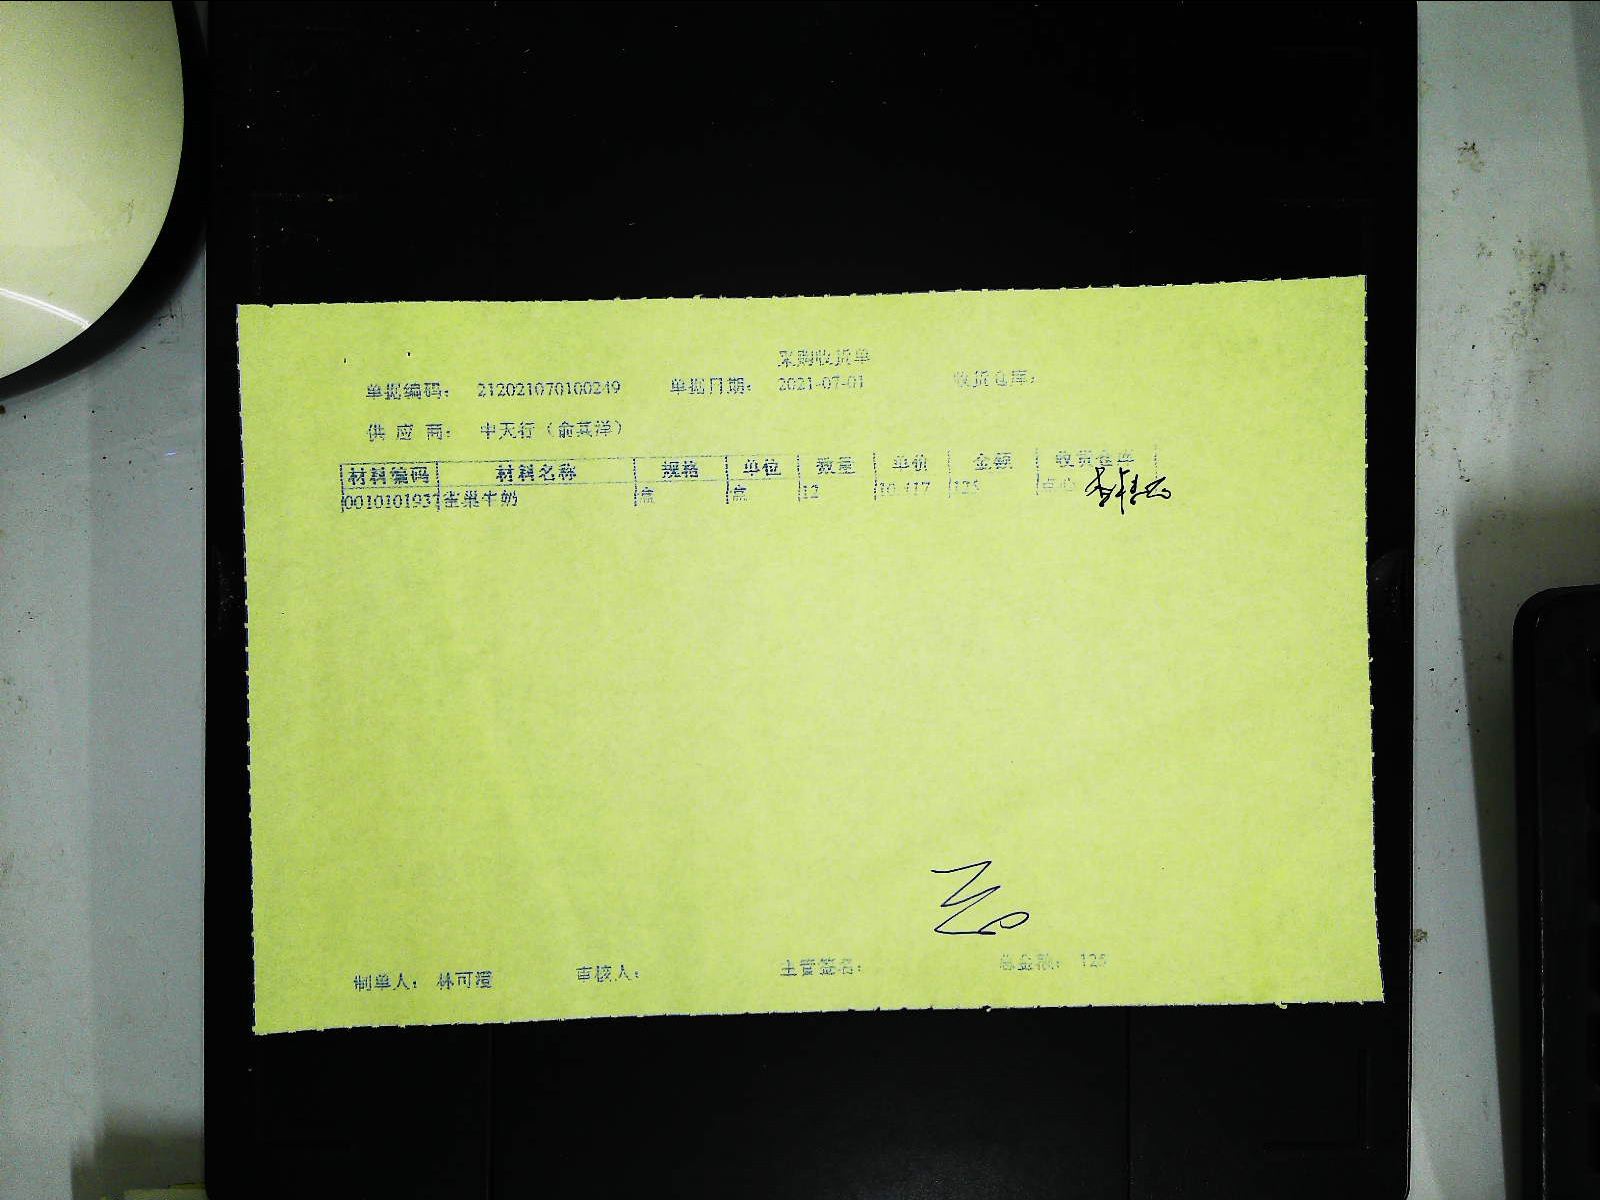 采购收货单
单据编码： 212021070100249 单据日期： 2021-07-01 收货仓库：
供 应 商： 中天行（俞其洋）
材料编码 材料名称 规格 单位 数量 单价 金额 收货仓库
0010101937 雀巢牛奶 盒 盒 12 10.417 125 点心
制单人： 林可澄 审核人： 主管签名： 总金额： 125